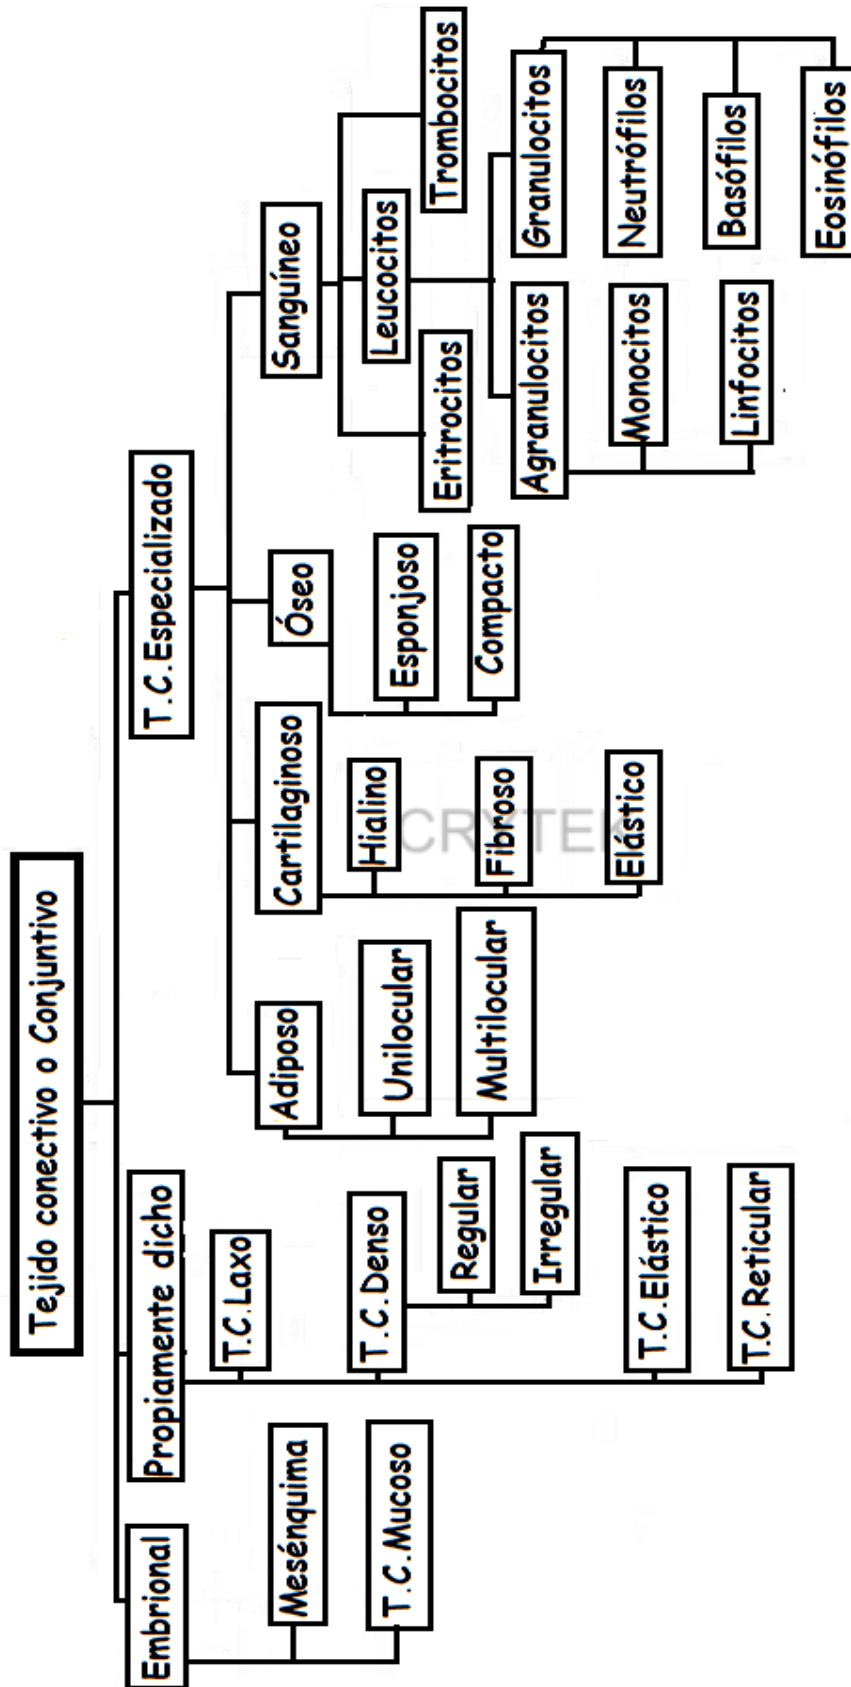 Tejido conectivo o Conjuntivo
Embrional
Mesénquima
T.C.Mucoso
Propiamente dicho
T.C.Laxo
T.C.Denso
Regular
Irregular
T.C.Elástico
T.C.Reticular
T.C.Especializado
Adiposo
Unilocular
Multilocular
Cartilaginoso
Hialino
Fibroso
Elástico
Óseo
Esponjoso
Compacto
Sanguíneo
Eritrocitos
Leucocitos
Trombocitos
Agranulocitos
Monocitos
Linfocitos
Granulocitos
Neutrófilos
Basófilos
Eosinófilos
CRYTEK